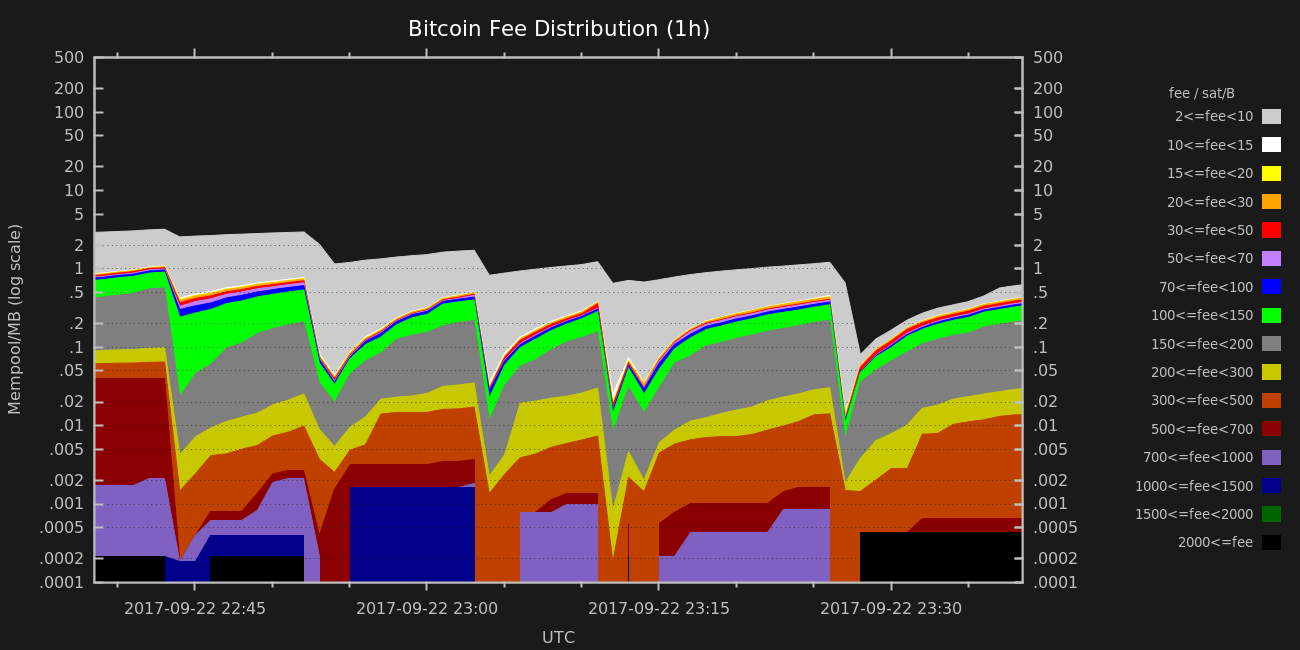 Bitcoin Fee Distribution (1h)
500 500
200 200
100 100
50 50
20 20
10 10
5 5
2 2
1 1
.5 .5
.2 .2
.1 .1
.05 .05
.02 .02
.01 .01
.005 .005
.002 .002
.001 .001
.0005 .0005
.0002 .0002
.0001 .0001
Mempool/MB (log scale)
2017-09-22 22:45 2017-09-22 23:00 2017-09-22 23:15 2017-09-22 23:30
UTC
fee / sat/B
2<=fee<10
10<=fee<15
15<=fee<20
20<=fee<30
30<=fee<50
50<=fee<70
70<=fee<100
100<=fee<150
150<=fee<200
200<=fee<300
300<=fee<500
500<=fee<700
700<=fee<1000
1000<=fee<1500
1500<=fee<2000
2000<=fee